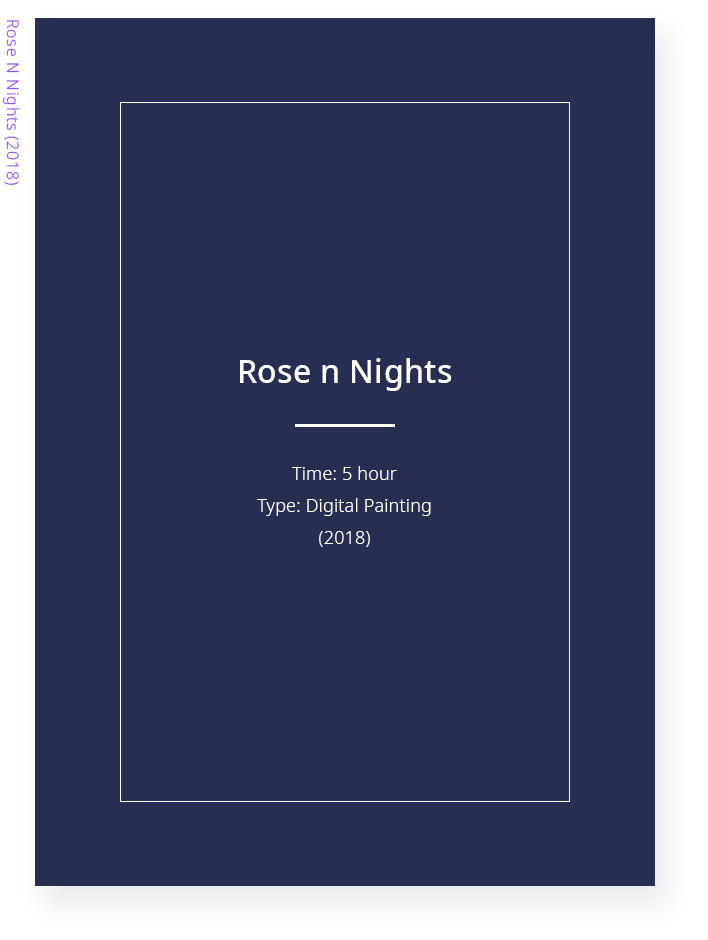 Rose N Nights (2018)
Rose n Nights
Time: 5 hour
Type: Digital Painting
(2018)